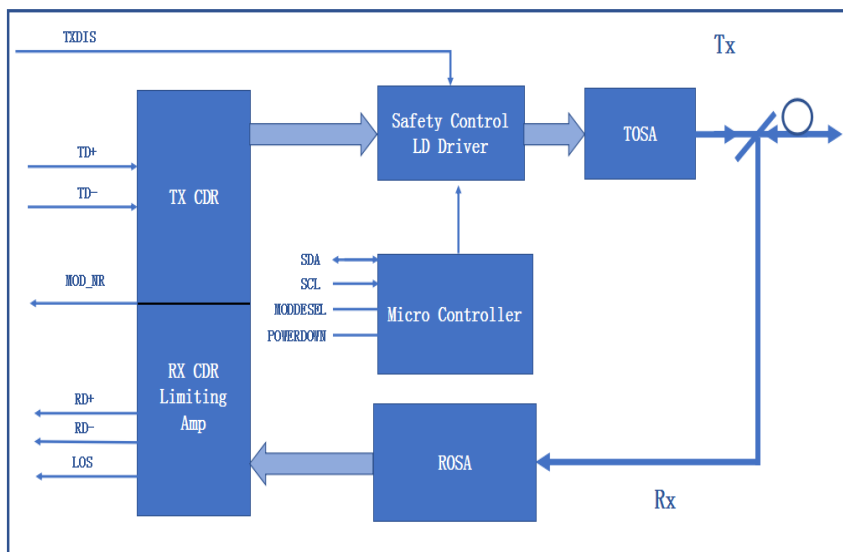 TXDIS
Tx
Safety Control
LD Driver
TOSA
TD+
TD-
TX CDR
MOD_NR
SDA
SCL
MODDESEL
POWERDOWN
Micro Controller
RX CDR
Limiting
Amp
RD+
RD-
LOS
ROSA
Rx